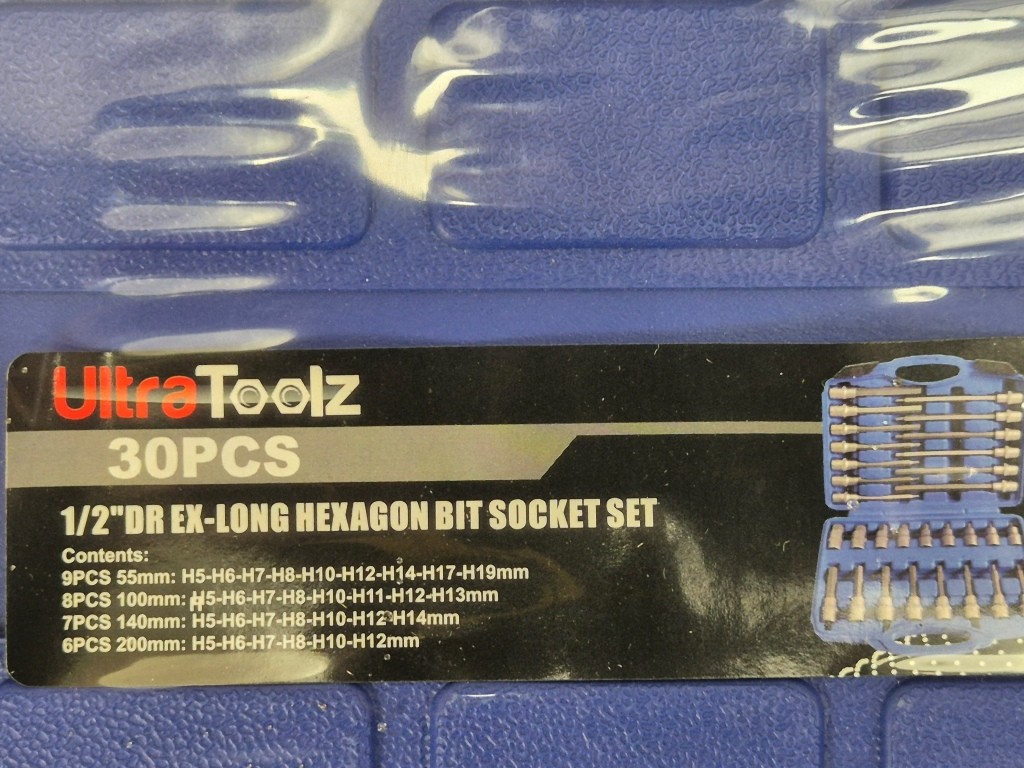 UltraToolz
30PCS
1/2"DR EX-LONG HEXAGON BIT SOCKET SET
Contents:
9PCS 55mm: H5-H6-H7-H8-H10-H12-H14-H17-H19mm
8PCS 100mm: H5-H6-H7-H8-H10-H11-H12-H13mm
7PCS 140mm: H5-H6-H7-H8-H10-H12-H14mm
6PCS 200mm: H5-H6-H7-H8-H10-H12mm